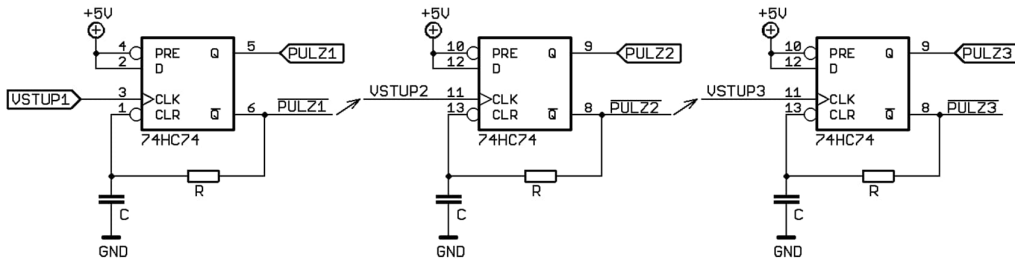 +5V +5V +5V
4 PRE Q 5 PULZ1 10 PRE Q 9 PULZ2 10 PRE Q 9 PULZ3
2 D 12 D 12 D
VSTUP1 3 CLK VSTUP2 11 CLK VSTUP3 11 CLK
1 CLR Q 6 PULZ1 13 CLR Q 8 PULZ2 13 CLR Q 8 PULZ3
74HC74 74HC74 74HC74
R R R
C C C
GND GND GND